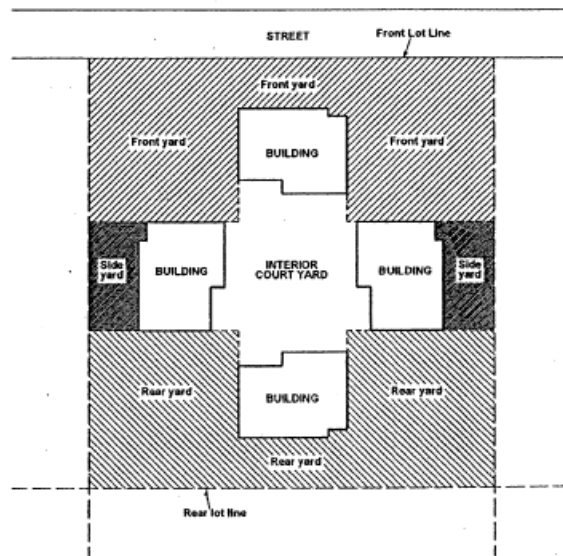 STREET
Front Lot Line
Front yard
Front yard
Front yard
BUILDING
Side
yard
BUILDING
INTERIOR
COURT YARD
BUILDING
Side
yard
Rear yard
BUILDING
Rear yard
Rear yard
Rear lot line